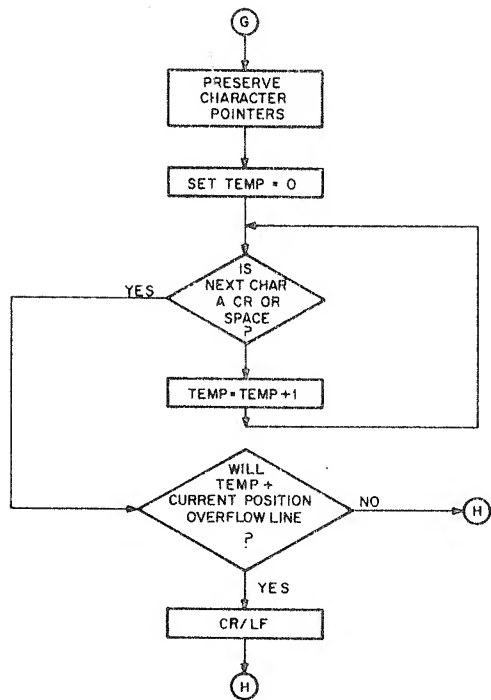 G
PRESERVE
CHARACTER
POINTERS
SET TEMP = 0
IS
NEXT CHAR
A CR OR
SPACE
?
YES
TEMP = TEMP +1
WILL
TEMP +
CURRENT POSITION
OVERFLOW LINE
?
NO
H
YES
CR/LF
H